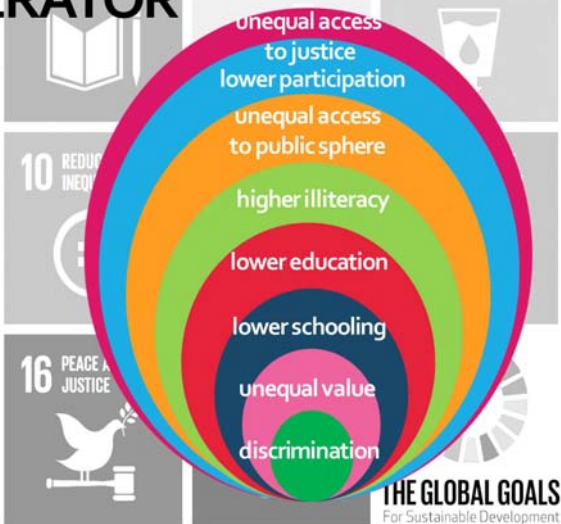 unequal access
to justice
lower participation
unequal access
to public sphere
higher illiteracy
lower education
lower schooling
unequal value
discrimination
10
16 PEACE
JUSTICE
THE GLOBAL GOALS
For Sustainable Development